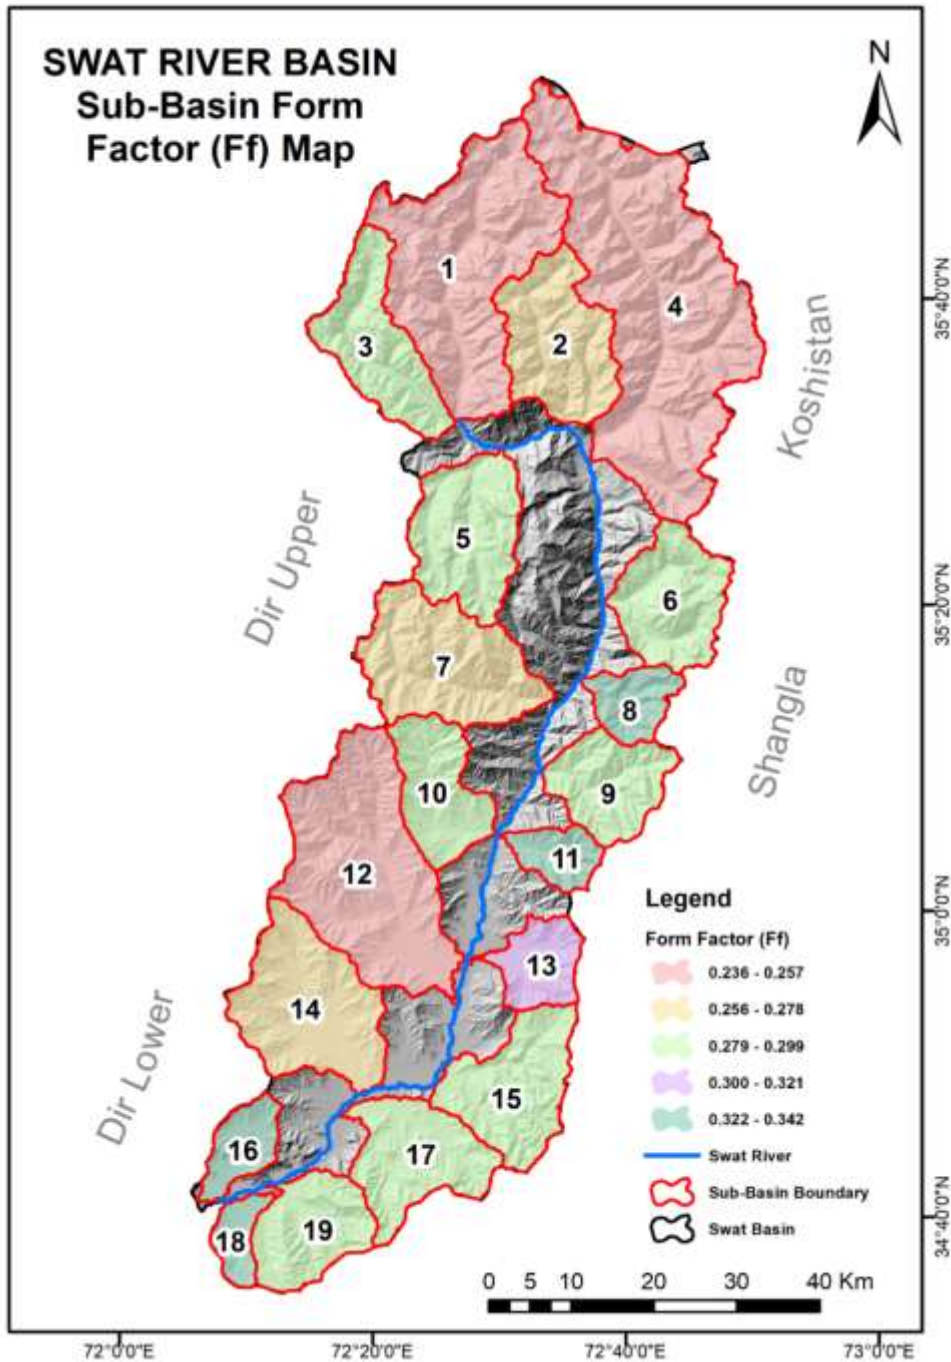 SWAT RIVER BASIN
Sub-Basin Form
Factor (Ff) Map
N
1
4
35°40'0"N
3
2
Koshistan
Dir Upper
5
6
35°20'0"N
7
8
Shangla
10
9
11
12
Legend
35°0'0"N
Form Factor (Ff)
13
0.236 - 0.257
14
0.256 - 0.278
Dir Lower
0.279 - 0.299
15
0.300 - 0.321
16
17
0.322 - 0.342
Swat River
Sub-Basin Boundary
18
19
Swat Basin
34°40'0"N
0 5 10 20 30 40 Km
72°0'0"E 72°20'0"E 72°40'0"E 73°0'0"E